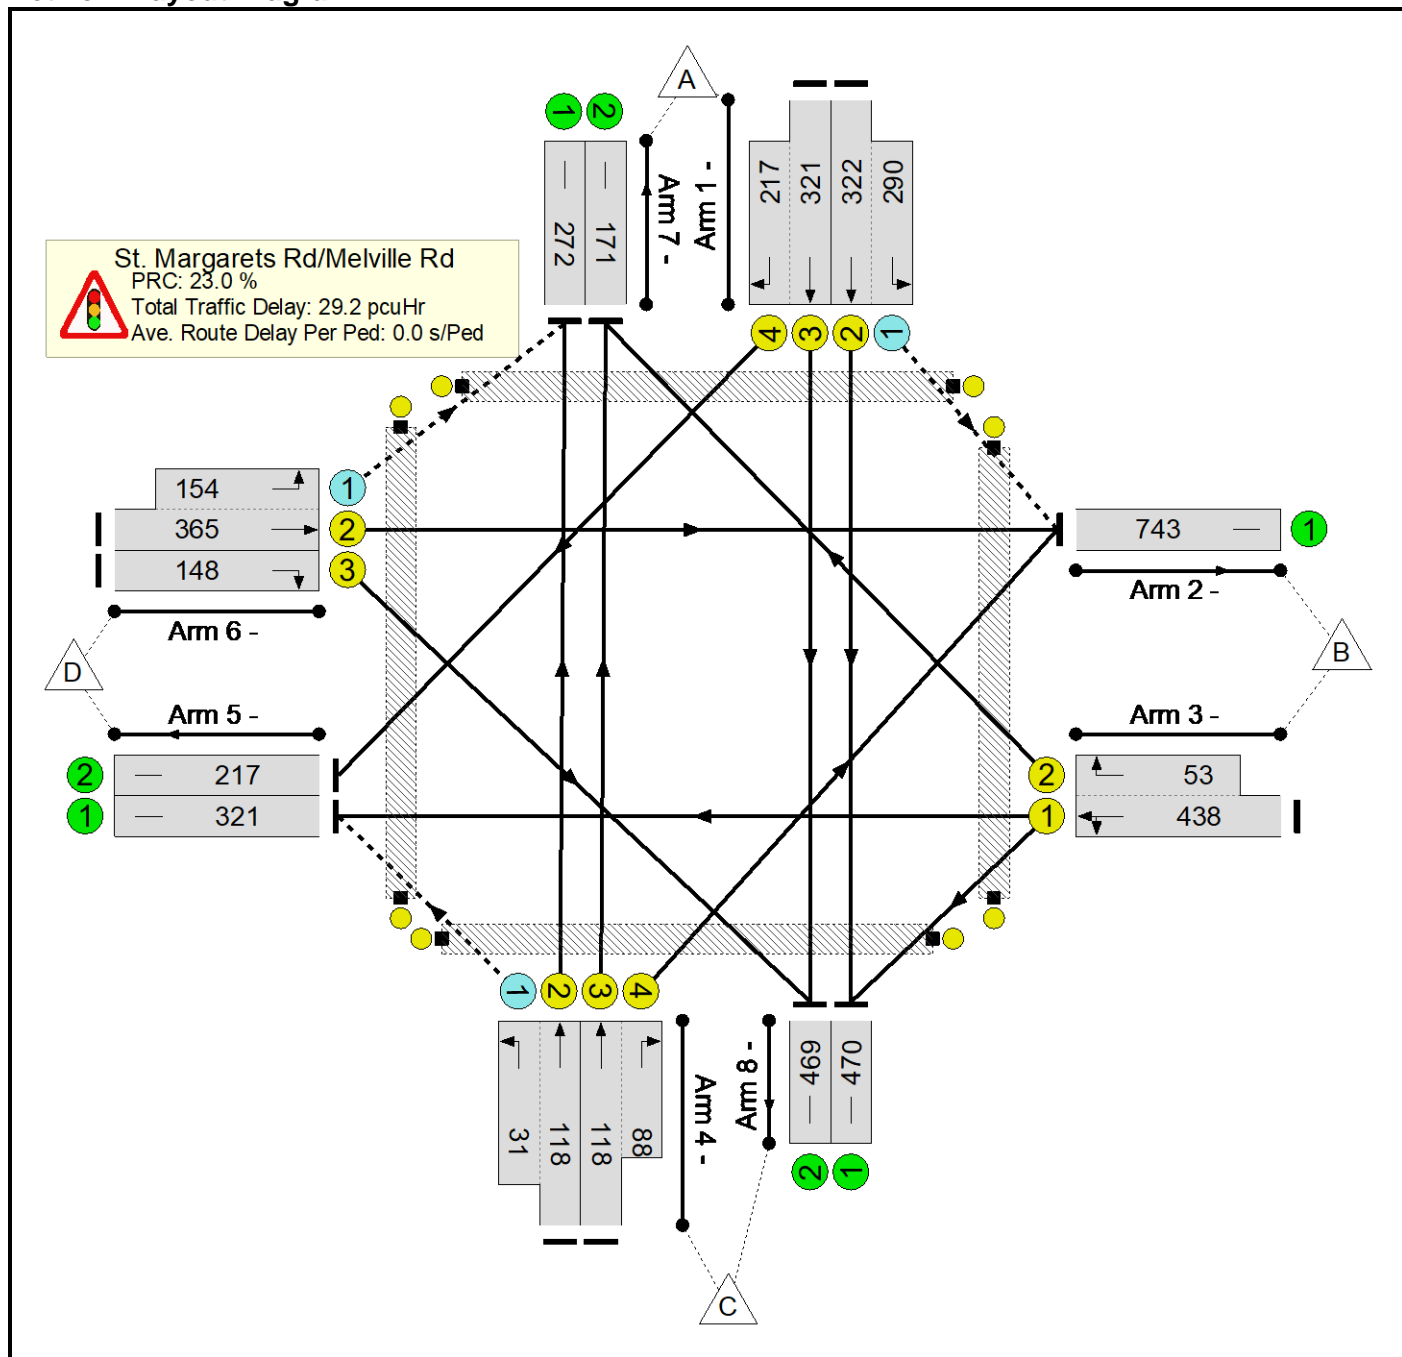 A
1
2
272
171
Arm 7 -
Arm 1 -
217
321
322
290
4
3
2
1
St. Margarets Rd/Melville Rd
PRC: 23.0 %
Total Traffic Delay: 29.2 pcuHr
Ave. Route Delay Per Ped: 0.0 s/Ped
154
1
365
2
148
3
Arm 6 -
D
Arm 5 -
2
217
1
321
743
1
Arm 2 -
B
Arm 3 -
2
53
1
438
1
2
3
4
31
118
118
88
Arm 4 -
Arm 8 -
469
470
2
1
C